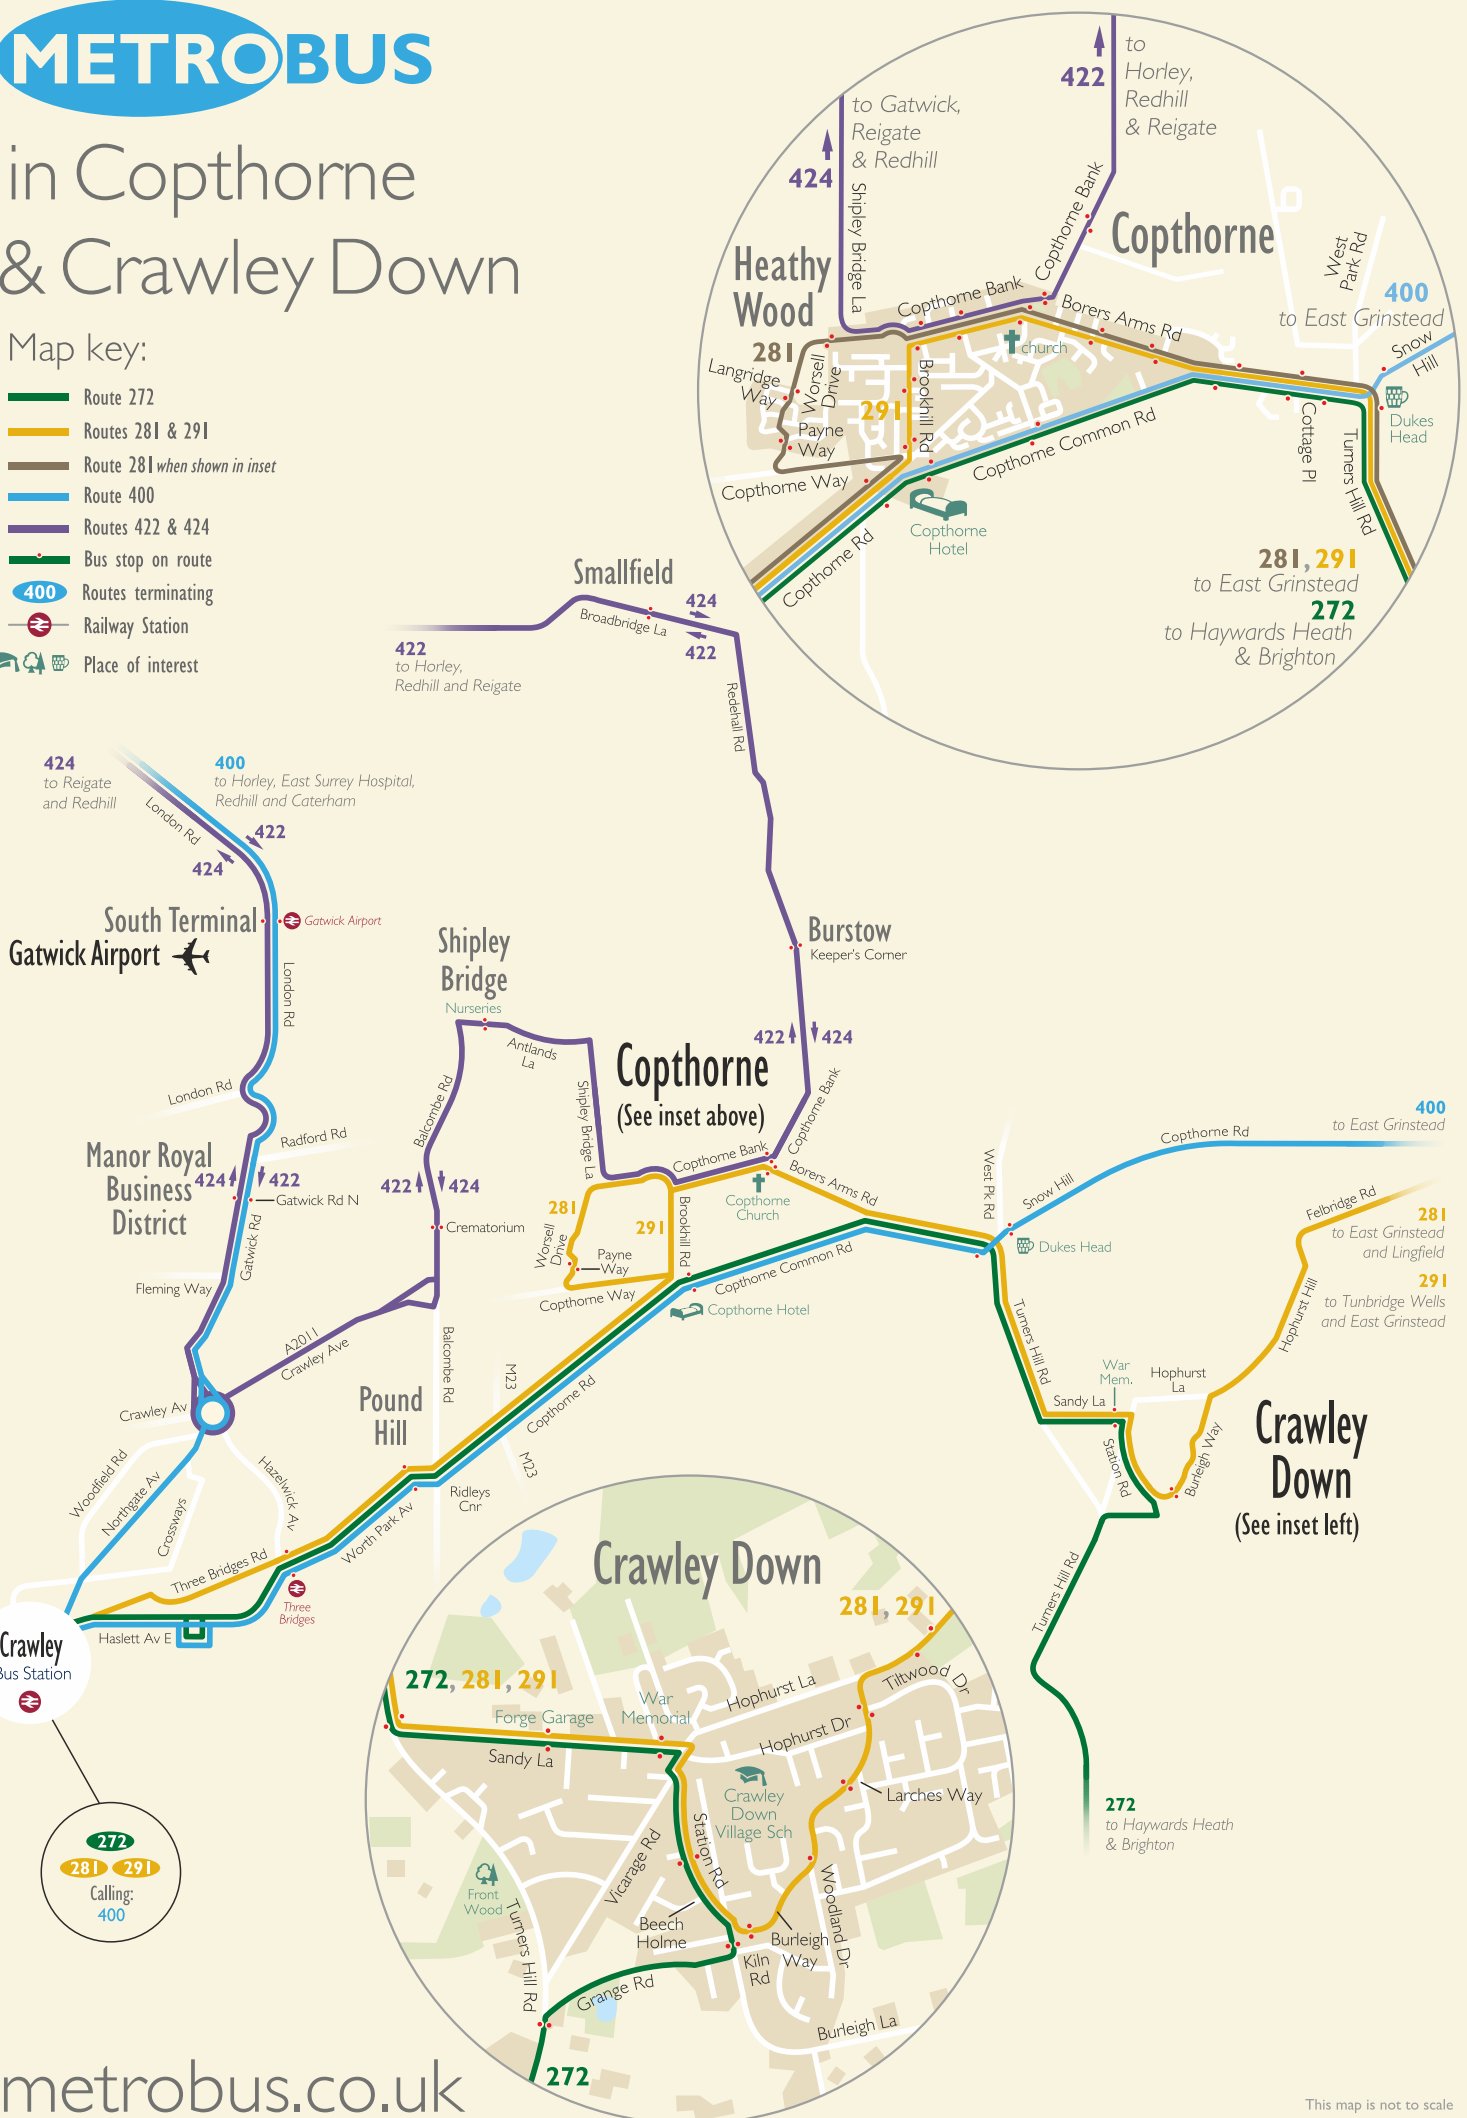 METROBUS
in Copthorne
& Crawley Down
Map key:
Route 272
Routes 281 & 291
Route 281 when shown in inset
Route 400
Routes 422 & 424
Bus stop on route
400 Routes terminating
Railway Station
Place of interest
422
to
Horley,
Redhill
& Reigate
to Gatwick,
Reigate
& Redhill
424
Shipley Bridge La
Copthorne Bank
Copthorne
Heathy
Wood
West
Park Rd
400
to East Grinstead
Copthorne Bank
Borers Arms Rd
church
Snow
Hill
281
Langridge
Way
Worsell
Drive
Brookhill Rd
291
Payne
Way
Copthorne Way
Copthorne Common Rd
Cottage Pl
Turners Hill Rd
Dukes
Head
Copthorne
Hotel
Copthorne Rd
281, 291
to East Grinstead
272
to Haywards Heath
& Brighton
Smallfield
Broadbridge La
424
422
422
to Horley,
Redhill and Reigate
Redehall Rd
424
to Reigate
and Redhill
400
to Horley, East Surrey Hospital,
Redhill and Caterham
London Rd
422
424
South Terminal
Gatwick Airport
Gatwick Airport
London Rd
Shipley
Bridge
Nurseries
Antlands
La
Burstow
Keeper's Corner
422
424
Copthorne
(See inset above)
London Rd
Balcombe Rd
Shipley Bridge La
Copthorne Bank
Radford Rd
Manor Royal
Business
District
424
422
Gatwick Rd N
422
424
Crematorium
Copthorne Bank
Borers Arms Rd
Copthorne
Church
281
291
Worsell
Drive
Payne
Way
Brookhill Rd
Copthorne Way
Copthorne Common Rd
Copthorne Hotel
West Pk Rd
Snow Hill
Copthorne Rd
400
to East Grinstead
Dukes Head
Felbridge Rd
281
to East Grinstead
and Lingfield
291
to Tunbridge Wells
and East Grinstead
Hophurst Hill
Gatwick Rd
Fleming Way
A2011
Crawley Ave
Balcombe Rd
M23
Copthorne Rd
M23
Turners Hill Rd
War
Mem.
Hophurst
La
Sandy La
Station Rd
Burleigh Way
Crawley
Down
(See inset left)
Pound
Hill
Crawley Av
Woodfield Rd
Northgate Av
Crossways
Hazelwick Av
Ridleys
Cnr
Worth Park Av
Three Bridges Rd
Three
Bridges
Haslett Av E
Crawley
Bus Station
Turners Hill Rd
272
to Haywards Heath
& Brighton
272
281 291
Calling:
400
Crawley Down
281, 291
272, 281, 291
Forge Garage
War
Memorial
Hophurst La
Tiltwood Dr
Sandy La
Hophurst Dr
Crawley
Down
Village Sch
Larches Way
Station Rd
Vicarage Rd
Front
Wood
Turners Hill Rd
Beech
Holme
Woodland Dr
Burleigh
Way
Kiln
Rd
Grange Rd
Burleigh La
272
metrobus.co.uk
This map is not to scale